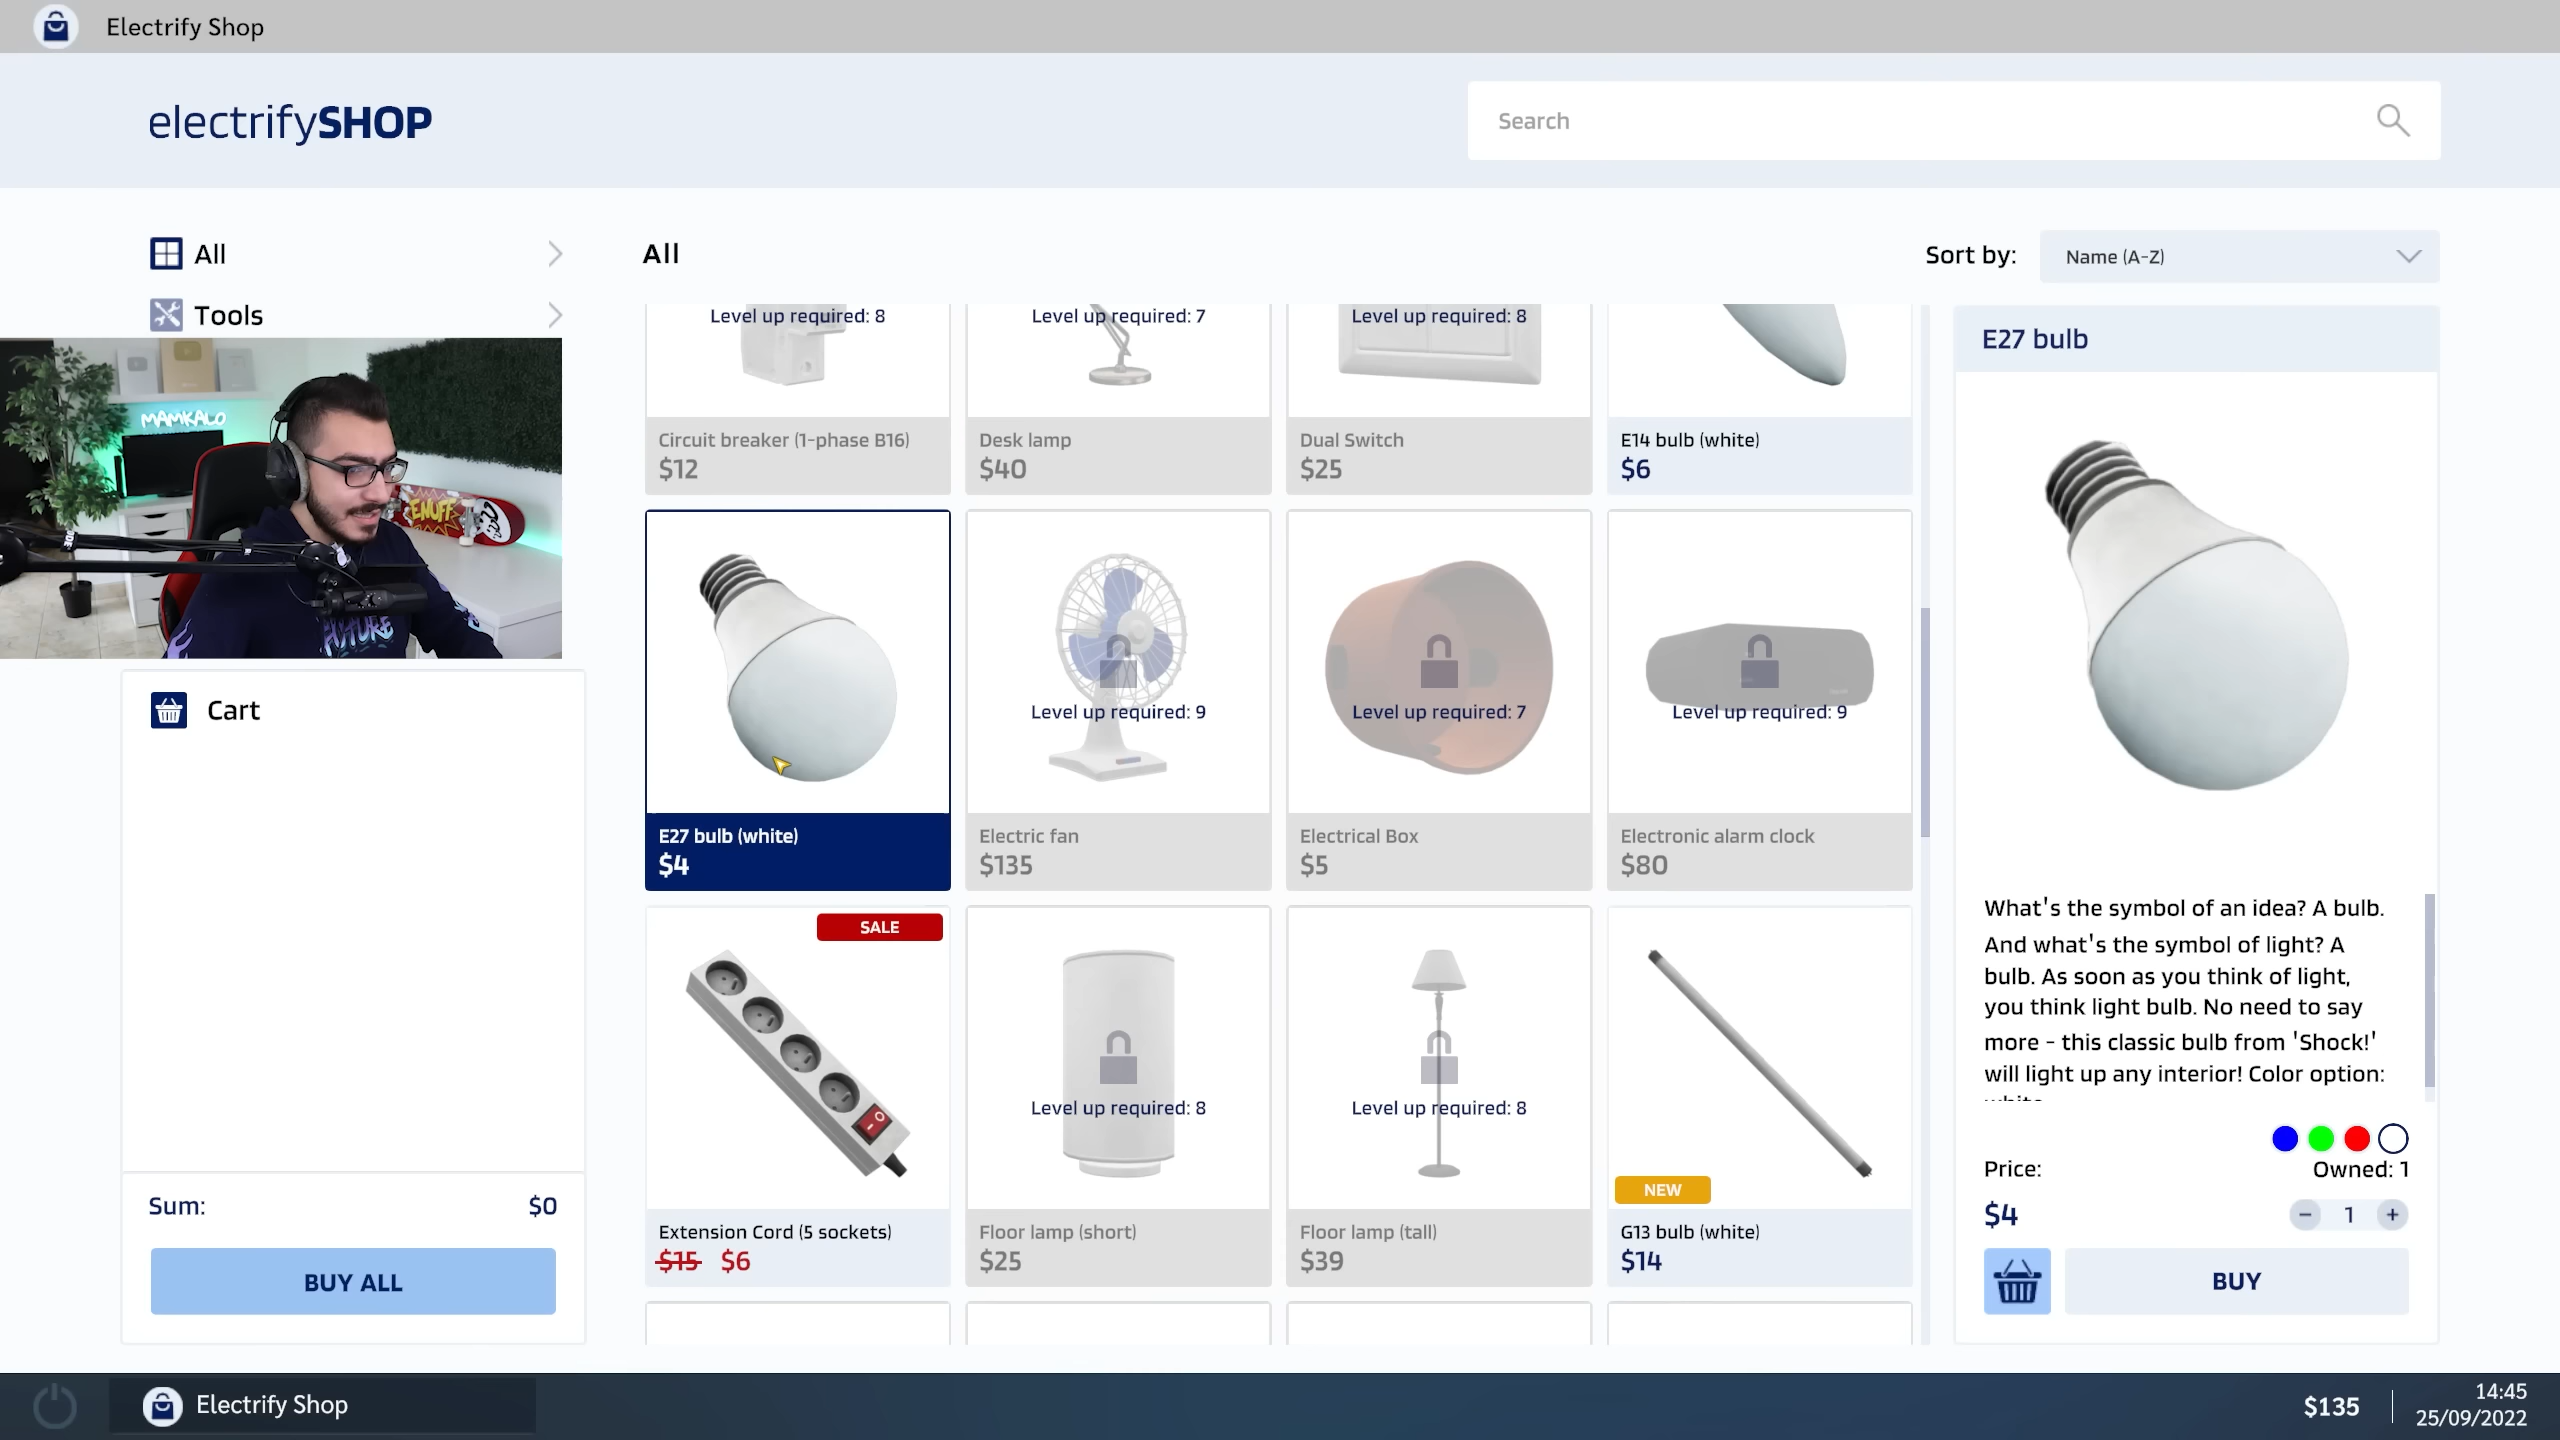 Electrify Shop
electrifySHOP
Search
All
Tools
All
Sort by:
Name (A-Z)
Level up required: 8
Circuit breaker (1-phase B16)
$12
Level up required: 7
Desk lamp
$40
Level up required: 8
Dual Switch
$25
E14 bulb (white)
$6
E27 bulb (white)
$4
Level up required: 9
Electric fan
$135
Level up required: 7
Electrical Box
$5
Level up required: 9
Electronic alarm clock
$80
SALE
Extension Cord (5 sockets)
$15 $6
Level up required: 8
Floor lamp (short)
$25
Level up required: 8
Floor lamp (tall)
$39
NEW
G13 bulb (white)
$14
MAMKALO
ENUFF
FUTURE
Cart
Sum:
$0
BUY ALL
E27 bulb
What's the symbol of an idea? A bulb.
And what's the symbol of light? A
bulb. As soon as you think of light,
you think light bulb. No need to say
more - this classic bulb from 'Shock!'
will light up any interior! Color option:
Price:
Owned: 1
$4
− 1 +
BUY
Electrify Shop
$135
14:45
25/09/2022